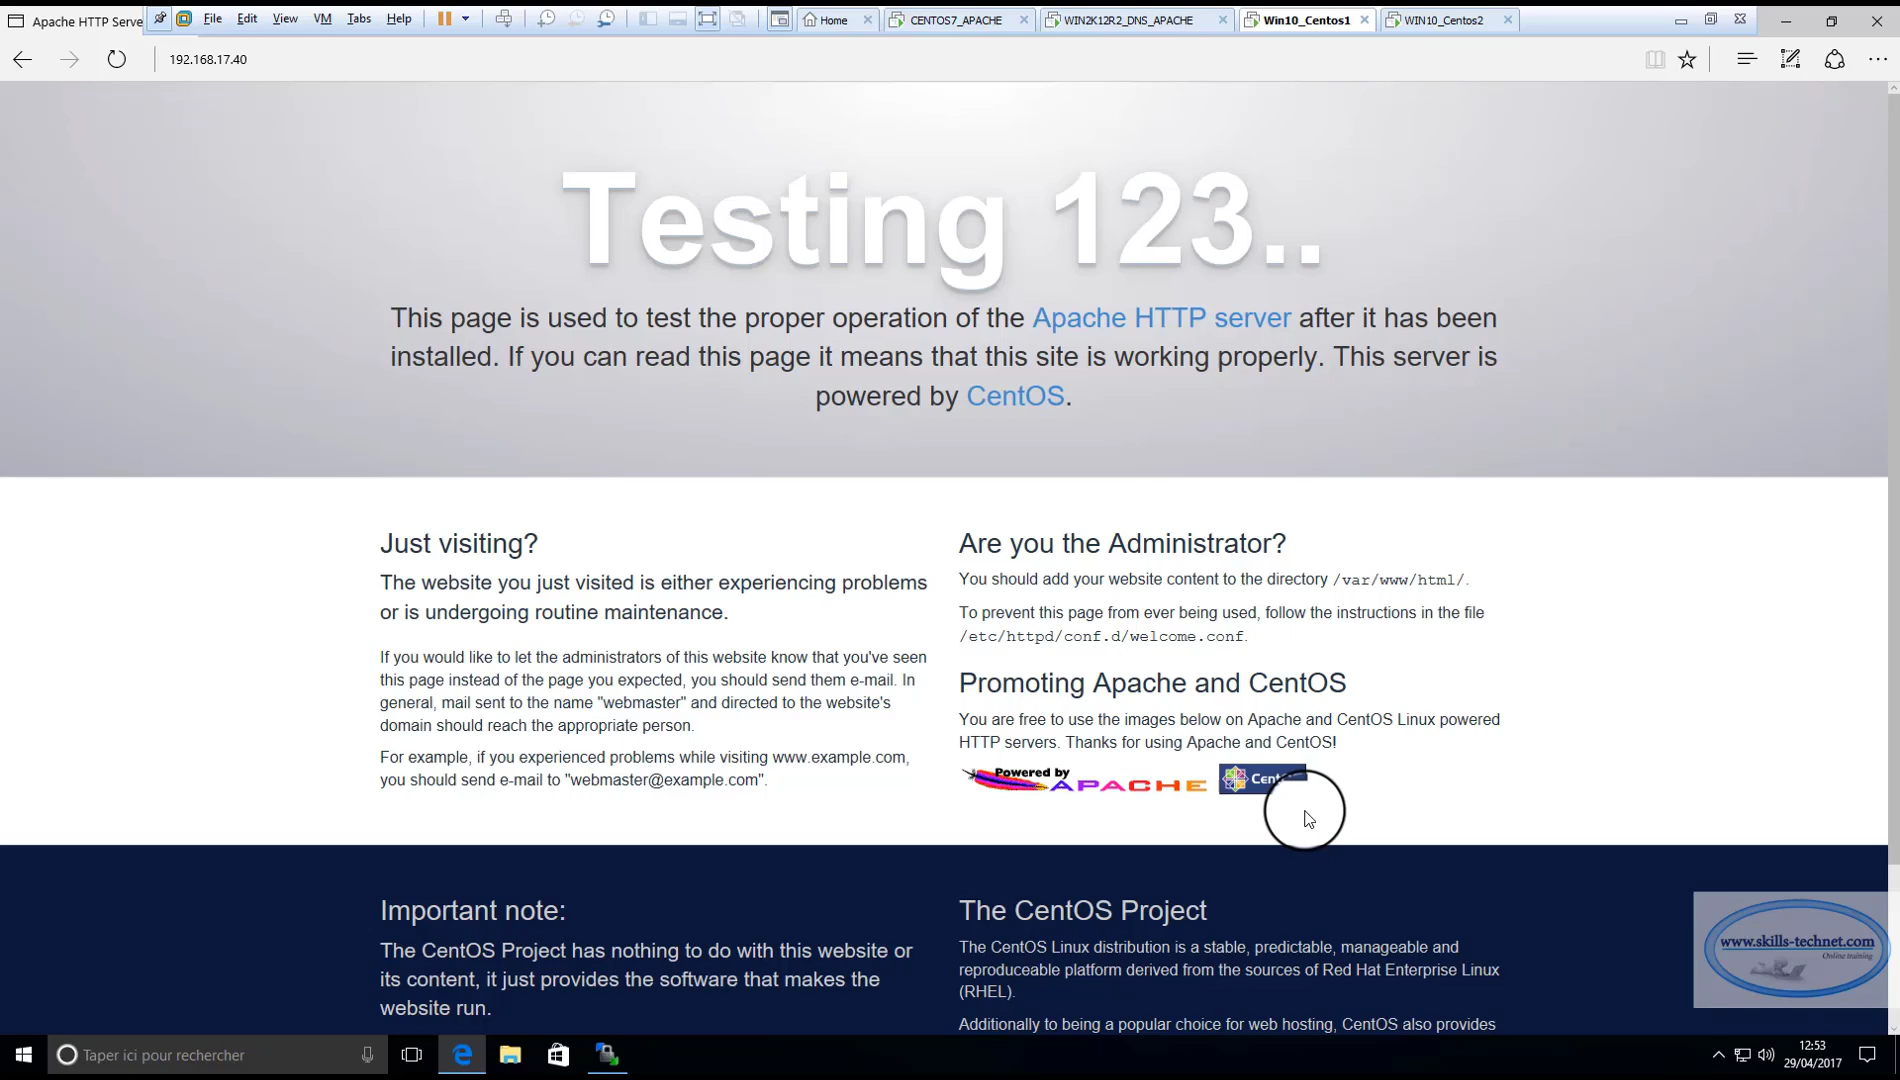 Apache HTTP Serve
File Edit View VM Tabs Help
Home
CENTOS7_APACHE
WIN2K12R2_DNS_APACHE
Win10_Centos1
WIN10_Centos2
192.168.17.40
Testing 123..
This page is used to test the proper operation of the Apache HTTP server after it has been
installed. If you can read this page it means that this site is working properly. This server is
powered by CentOS.
Just visiting?
The website you just visited is either experiencing problems
or is undergoing routine maintenance.
If you would like to let the administrators of this website know that you've seen
this page instead of the page you expected, you should send them e-mail. In
general, mail sent to the name "webmaster" and directed to the website's
domain should reach the appropriate person.
For example, if you experienced problems while visiting www.example.com,
you should send e-mail to "webmaster@example.com".
Are you the Administrator?
You should add your website content to the directory /var/www/html/.
To prevent this page from ever being used, follow the instructions in the file
/etc/httpd/conf.d/welcome.conf.
Promoting Apache and CentOS
You are free to use the images below on Apache and CentOS Linux powered
HTTP servers. Thanks for using Apache and CentOS!
Powered by
APACHE
Important note:
The CentOS Project has nothing to do with this website or
its content, it just provides the software that makes the
website run.
The CentOS Project
The CentOS Linux distribution is a stable, predictable, manageable and
reproduceable platform derived from the sources of Red Hat Enterprise Linux
(RHEL).
Additionally to being a popular choice for web hosting, CentOS also provides
www.skills-technet.com
Online training
Taper ici pour rechercher
12:53
29/04/2017